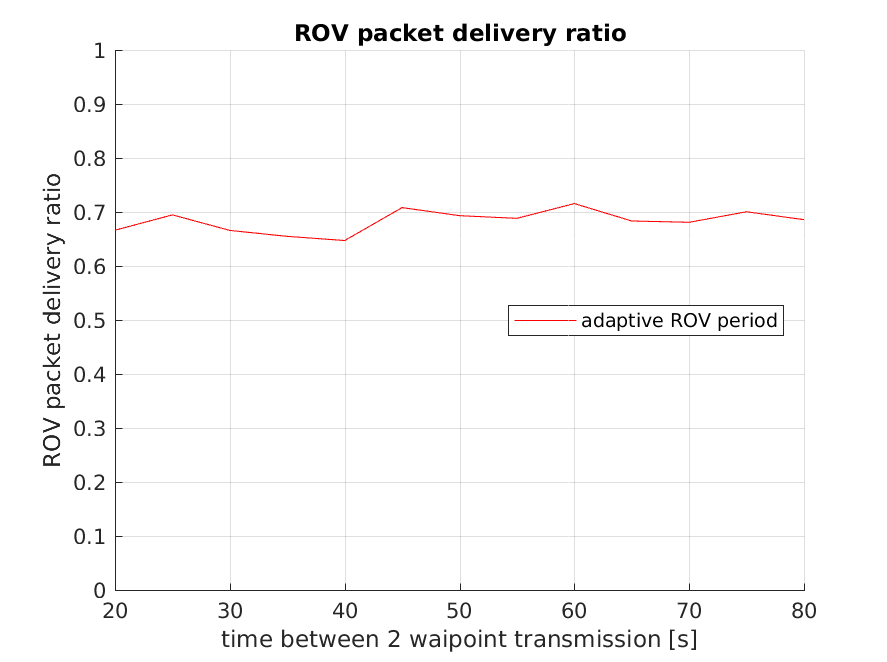 ROV packet delivery ratio
1
0.9
0.8
0.7
0.6
0.5
0.4
0.3
0.2
0.1
0
ROV packet delivery ratio
adaptive ROV period
20 30 40 50 60 70 80
time between 2 waipoint transmission [s]